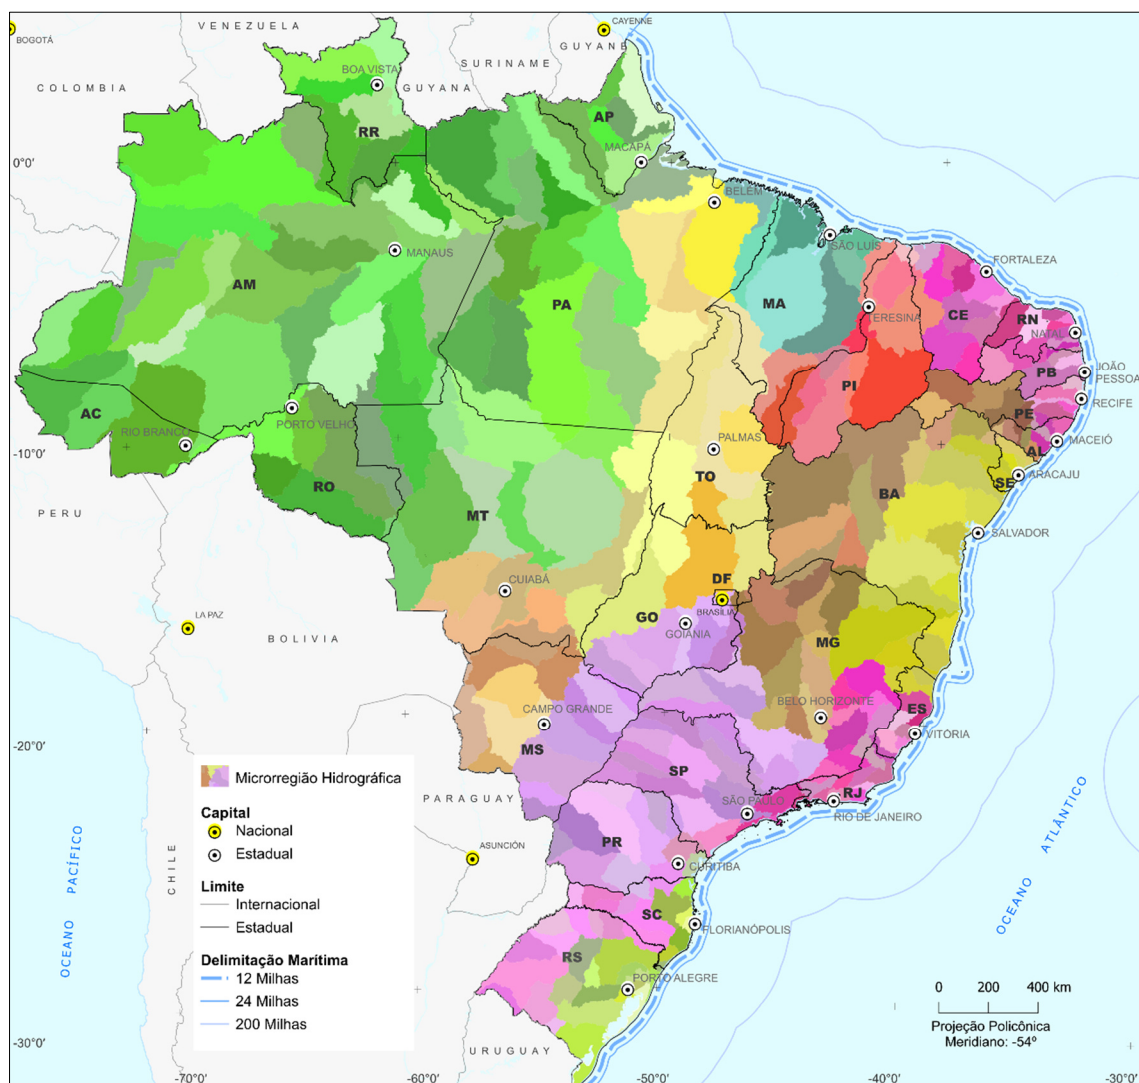 VENEZUELA
CAYENNE
BOGOTÁ
GUYANE
SURINAME
BOA VISTA
GUYANA
COLOMBIA
AP
RR
MACAPÁ
0°0'
BELÉM
SÃO LUÍS
MANAUS
FORTALEZA
AM
PA
MA
TERESINA
CE
RN
NATAL
PB
JOÃO
PESSOA
PI
RECIFE
AC
PORTO VELHO
PE
RIO BRANCO
PALMAS
MACEIÓ
AL
-10°0'
TO
ARACAJU
SE
RO
BA
PERU
MT
SALVADOR
DF
CUIABÁ
BRASÍLIA
LA PAZ
GO
GOIÂNIA
BOLIVIA
MG
BELO HORIZONTE
ES
CAMPO GRANDE
VITÓRIA
-20°0'
MS
SP
RJ
PARAGUAY
SÃO PAULO
RIO DE JANEIRO
PR
ASUNCIÓN
CURITIBA
SC
FLORIANÓPOLIS
RS
PORTO ALEGRE
URUGUAY
CHILE
OCEANO PACÍFICO
OCEANO ATLÂNTICO
Microrregião Hidrográfica
Capital
Nacional
Estadual
Limite
Internacional
Estadual
Delimitação Marítima
12 Milhas
24 Milhas
200 Milhas
0 200 400 km
Projeção Policônica
Meridiano: -54º
-30°0'
-70°0' -60°0' -50°0' -40°0' -30°0'